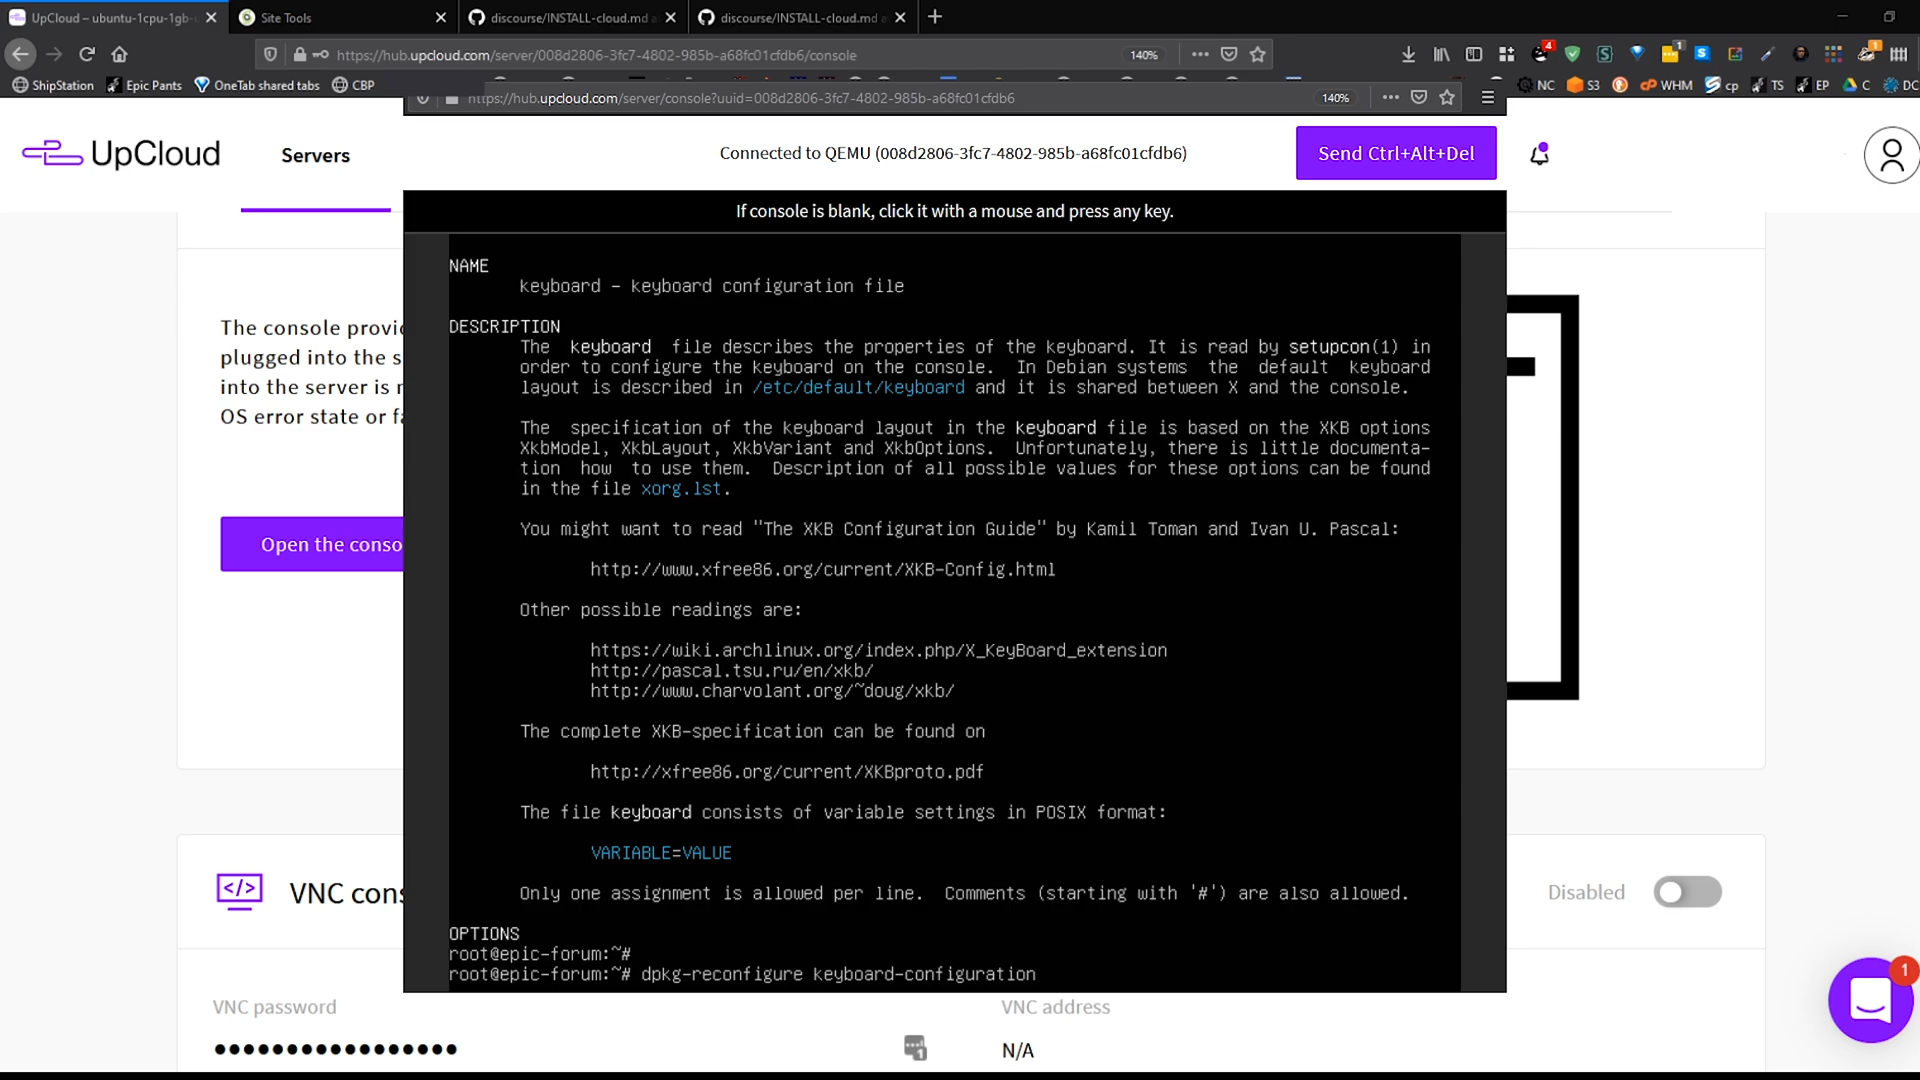 UpCloud – ubuntu-1cpu-1gb-
Site Tools
discourse/INSTALL-cloud.md a
discourse/INSTALL-cloud.md a
https://hub.upcloud.com/server/008d2806-3fc7-4802-985b-a68fc01cfdb6/console
140%
4
1
1
ShipStation
Epic Pants
OneTab shared tabs
CBP
NC
S3
WHM
cp
TS
EP
C
DC
https://hub.upcloud.com/server/console?uuid=008d2806-3fc7-4802-985b-a68fc01cfdb6
140%
UpCloud
Servers
Connected to QEMU (008d2806-3fc7-4802-985b-a68fc01cfdb6)
Send Ctrl+Alt+Del
If console is blank, click it with a mouse and press any key.
The console provi
plugged into the s
into the server is r
OS error state or fa
Open the conso
NAME
keyboard - keyboard configuration file
DESCRIPTION
The keyboard file describes the properties of the keyboard. It is read by setupcon(1) in
order to configure the keyboard on the console. In Debian systems the default keyboard
layout is described in /etc/default/keyboard and it is shared between X and the console.
The specification of the keyboard layout in the keyboard file is based on the XKB options
XkbModel, XkbLayout, XkbVariant and XkbOptions. Unfortunately, there is little documenta-
tion how to use them. Description of all possible values for these options can be found
in the file xorg.lst.
You might want to read "The XKB Configuration Guide" by Kamil Toman and Ivan U. Pascal:
http://www.xfree86.org/current/XKB-Config.html
Other possible readings are:
https://wiki.archlinux.org/index.php/X_KeyBoard_extension
http://pascal.tsu.ru/en/xkb/
http://www.charvolant.org/~doug/xkb/
The complete XKB-specification can be found on
http://xfree86.org/current/XKBproto.pdf
The file keyboard consists of variable settings in POSIX format:
VARIABLE=VALUE
Only one assignment is allowed per line. Comments (starting with '#') are also allowed.
OPTIONS
root@epic-forum:~#
root@epic-forum:~# dpkg-reconfigure keyboard-configuration
VNC cons
Disabled
VNC password
VNC address
•••••••••••••••••
1
N/A
1